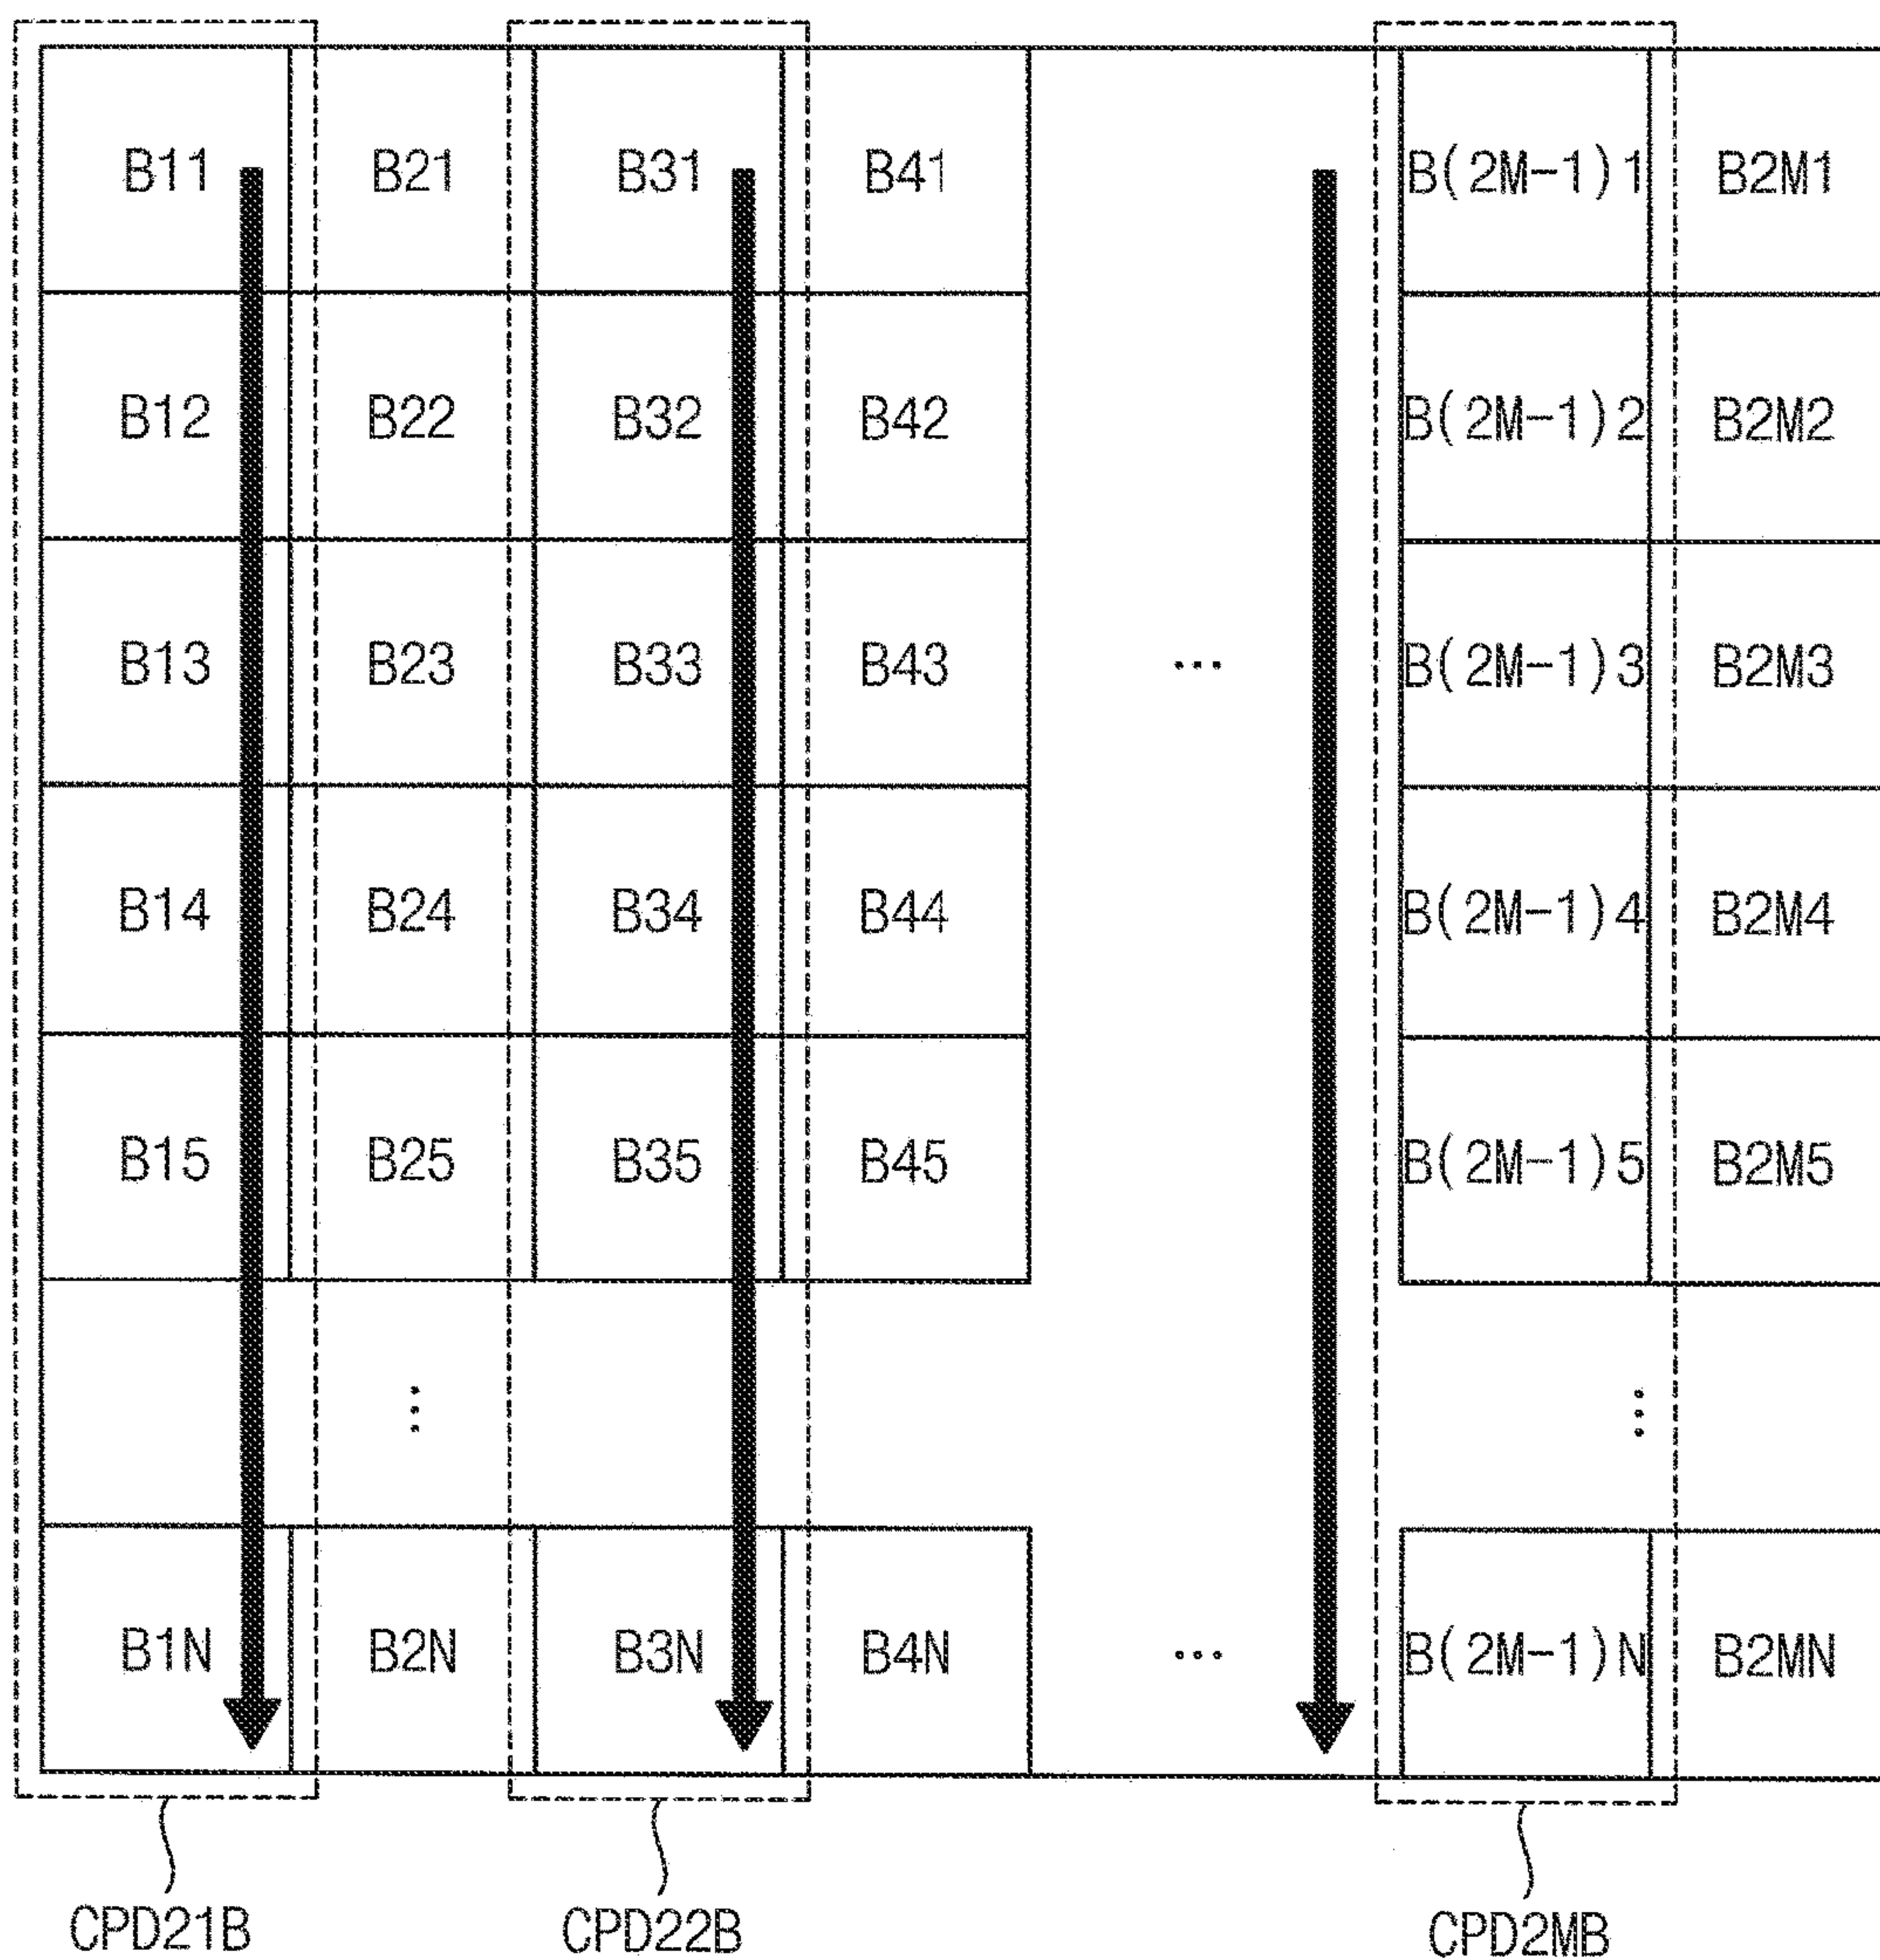 B11 B21 B31 B41 B(2M-1)1 B2M1
B12 B22 B32 B42 B(2M-1)2 B2M2
B13 B23 B33 B43 ... B(2M-1)3 B2M3
B14 B24 B34 B44 B(2M-1)4 B2M4
B15 B25 B35 B45 B(2M-1)5 B2M5
B1N B2N B3N B4N ... B(2M-1)N B2MN
CPD21B CPD22B CPD2MB